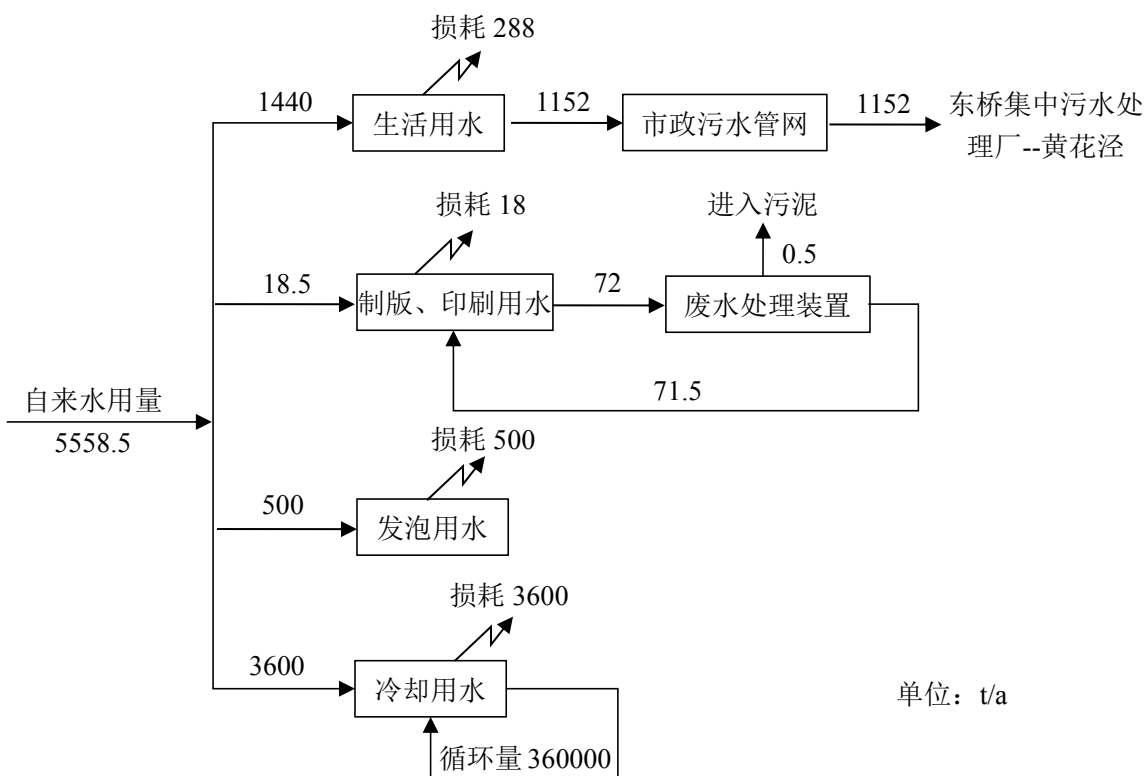 损耗 288
1440
生活用水
1152
市政污水管网
1152
东桥集中污水处
理厂--黄花泾
损耗 18
进入污泥
0.5
18.5
制版、印刷用水
72
废水处理装置
71.5
自来水用量
5558.5
损耗 500
500
发泡用水
损耗 3600
3600
冷却用水
单位：t/a
循环量 360000